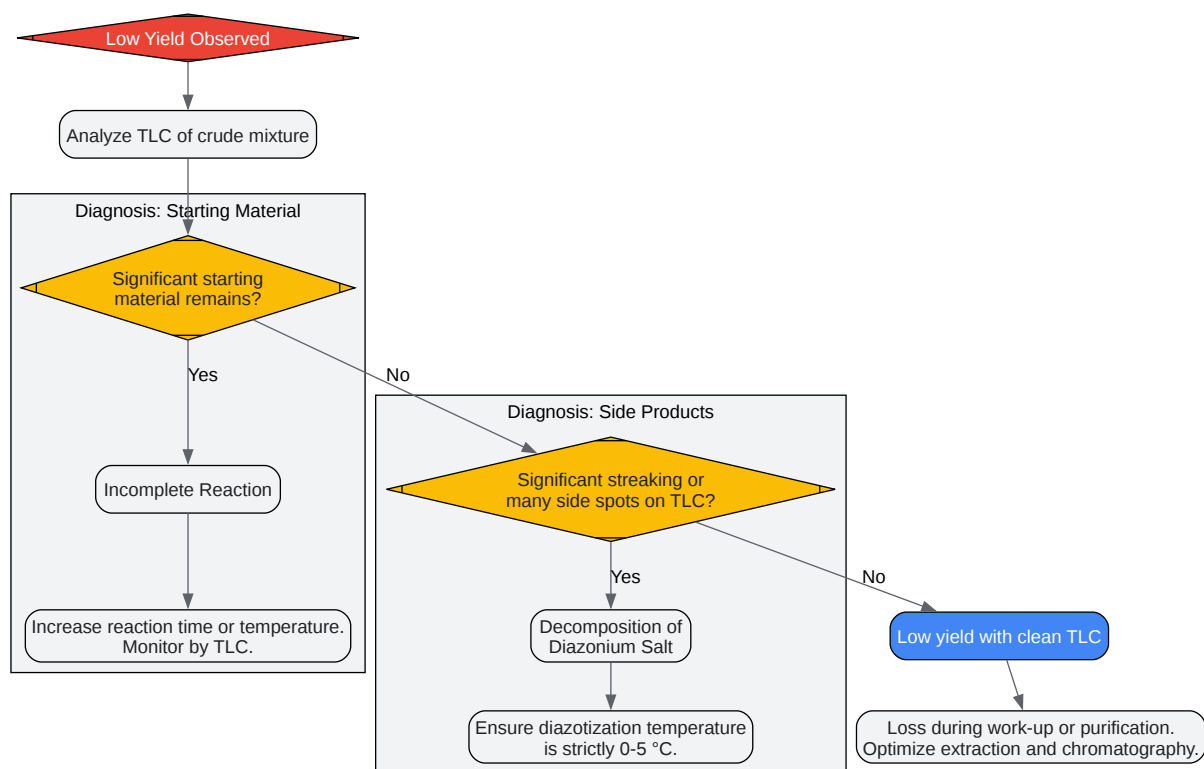 Low Yield Observed
Analyze TLC of crude mixture
Diagnosis: Starting Material
Significant starting
material remains?
Yes
No
Incomplete Reaction
Increase reaction time or temperature.
Monitor by TLC.
Diagnosis: Side Products
Significant streaking or
many side spots on TLC?
Yes
No
Decomposition of
Diazonium Salt
Ensure diazotization temperature
is strictly 0-5 °C.
Low yield with clean TLC
Loss during work-up or purification.
Optimize extraction and chromatography.